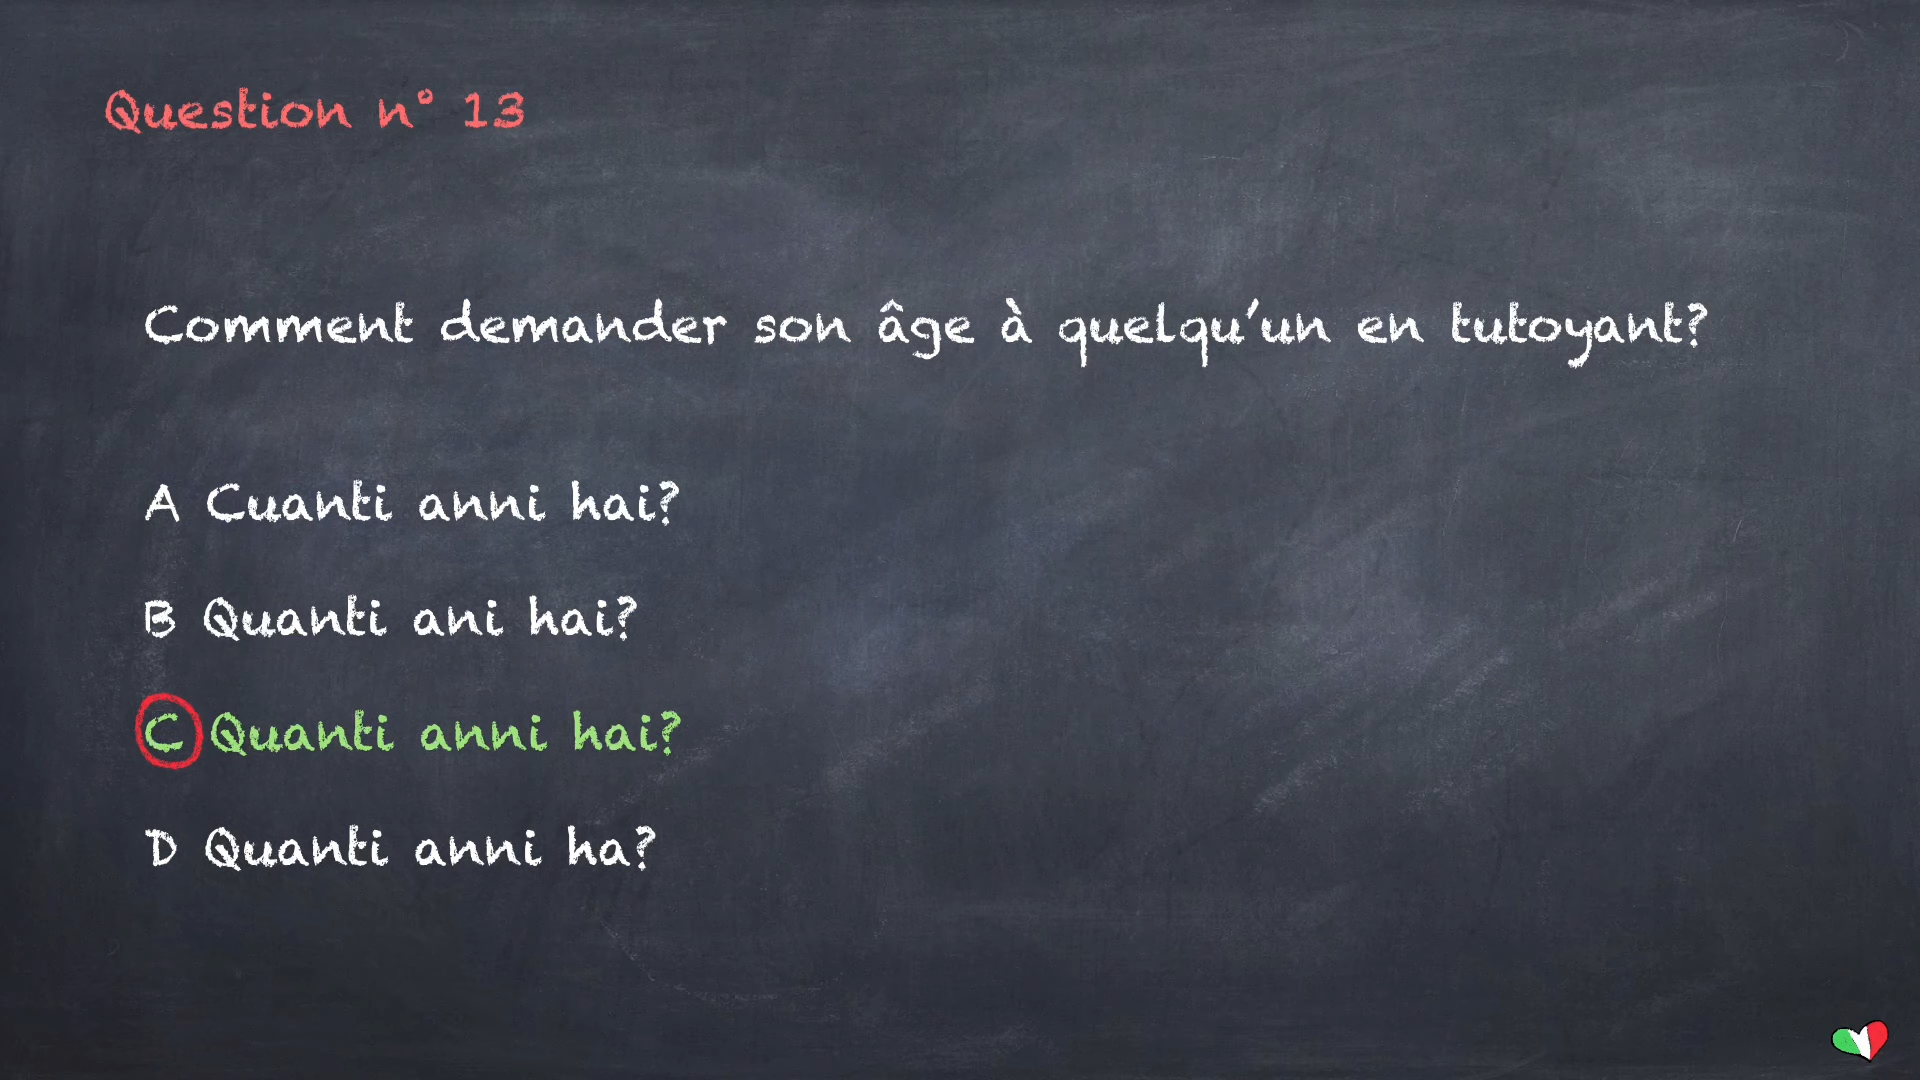 Question n° 13
Comment demander son âge à quelqu’un en tutoyant?
A Cuanti anni hai?
B Quanti ani hai?
C Quanti anni hai?
D Quanti anni ha?